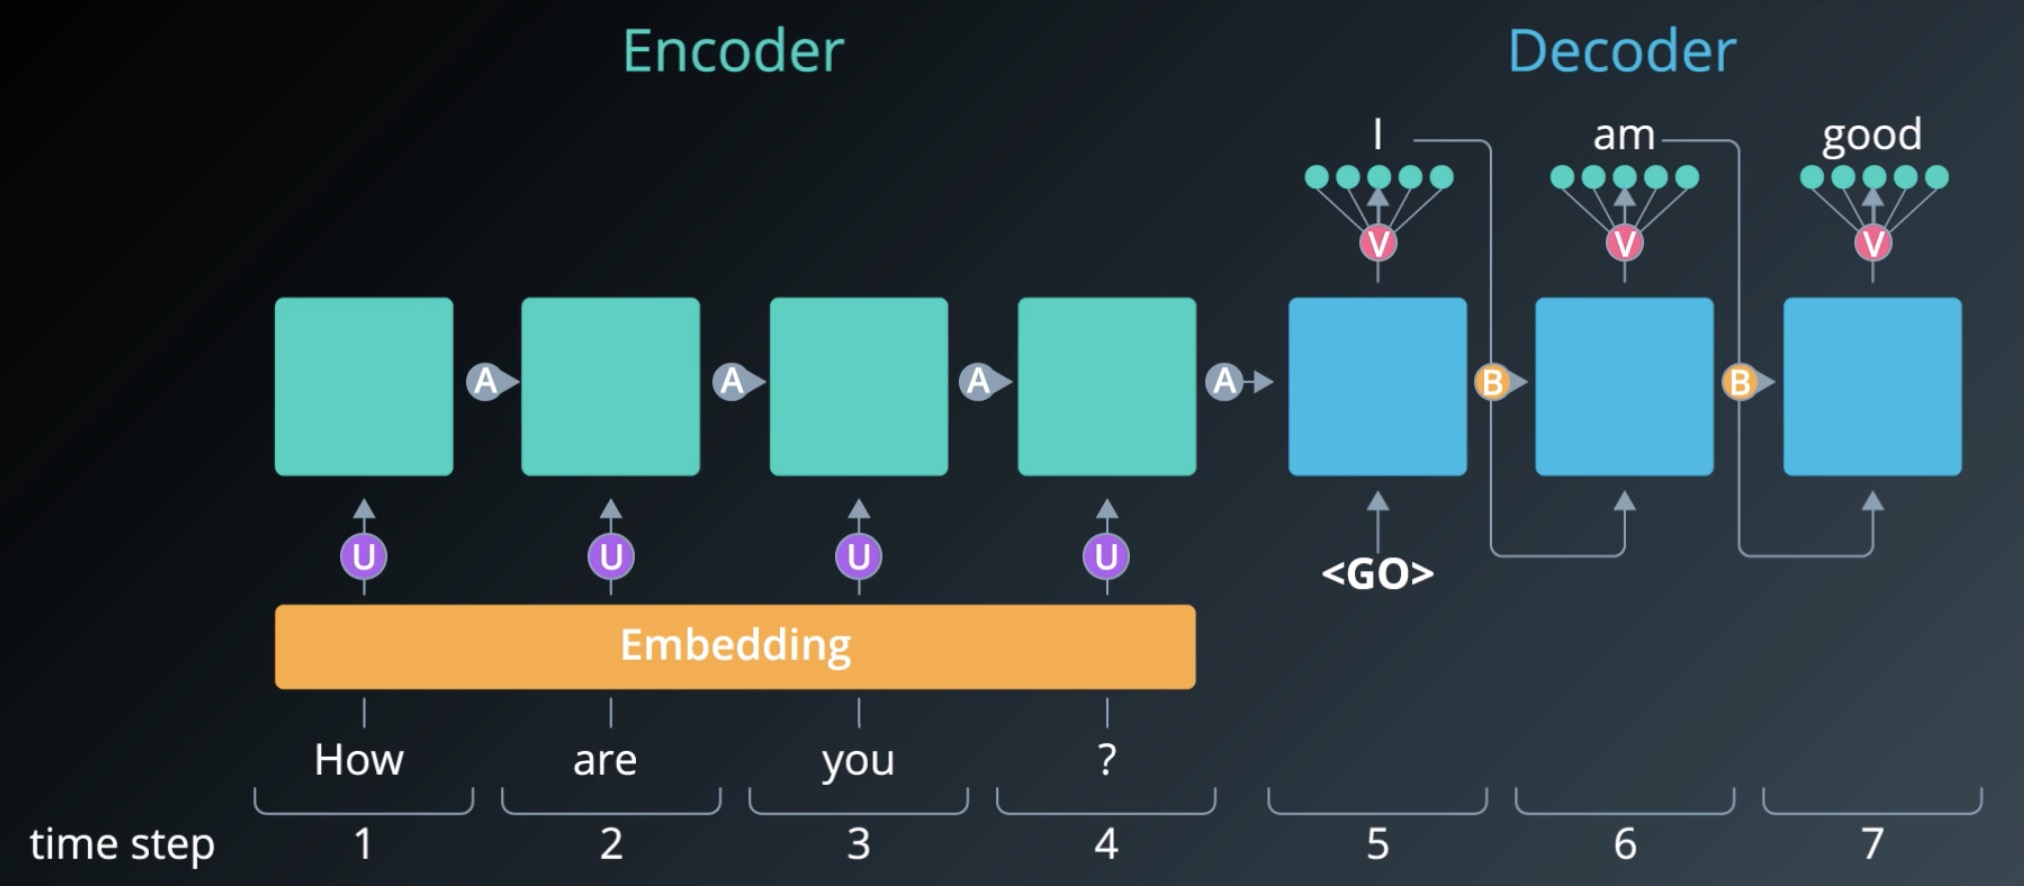 Encoder Decoder
I am good
V V V
A A A A B B
U U U U
<GO>
Embedding
How are you ?
time step 1 2 3 4 5 6 7